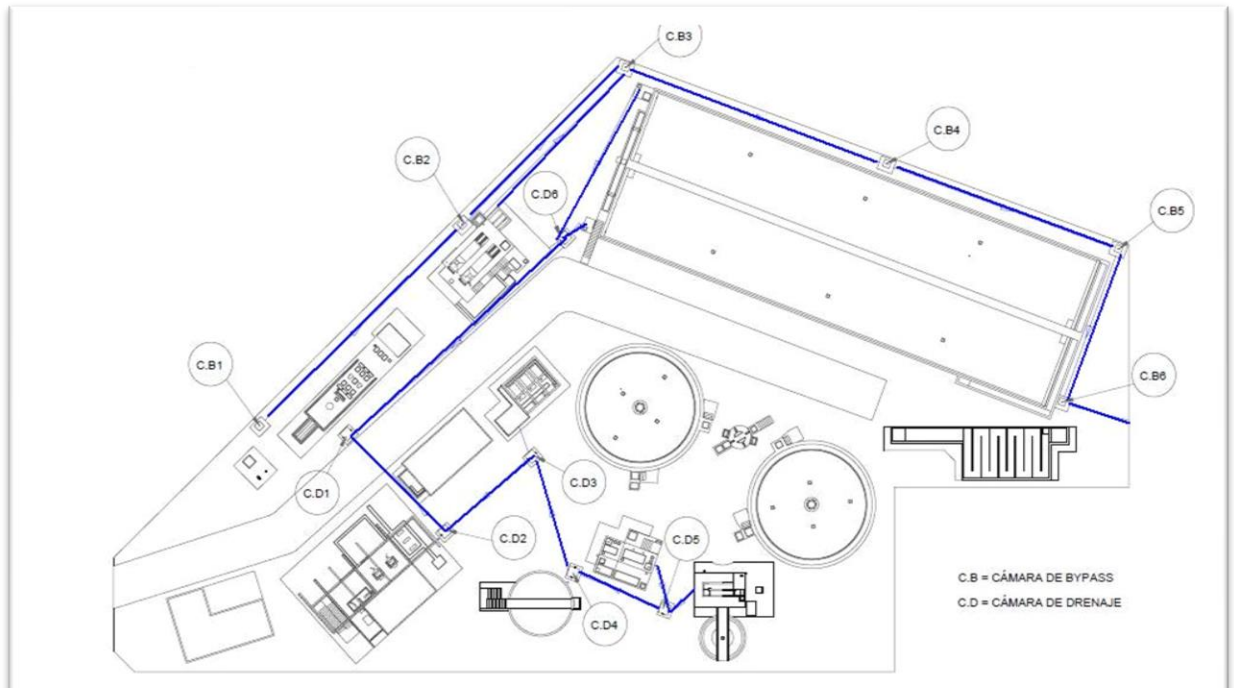 C.B3
C.B4
C.B2
C.D6
C.B5
C.B1
C.B6
C.D3
C.D1
C.D2
C.D5
C.D4
C.B = CÁMARA DE BYPASS
C.D = CÁMARA DE DRENAJE